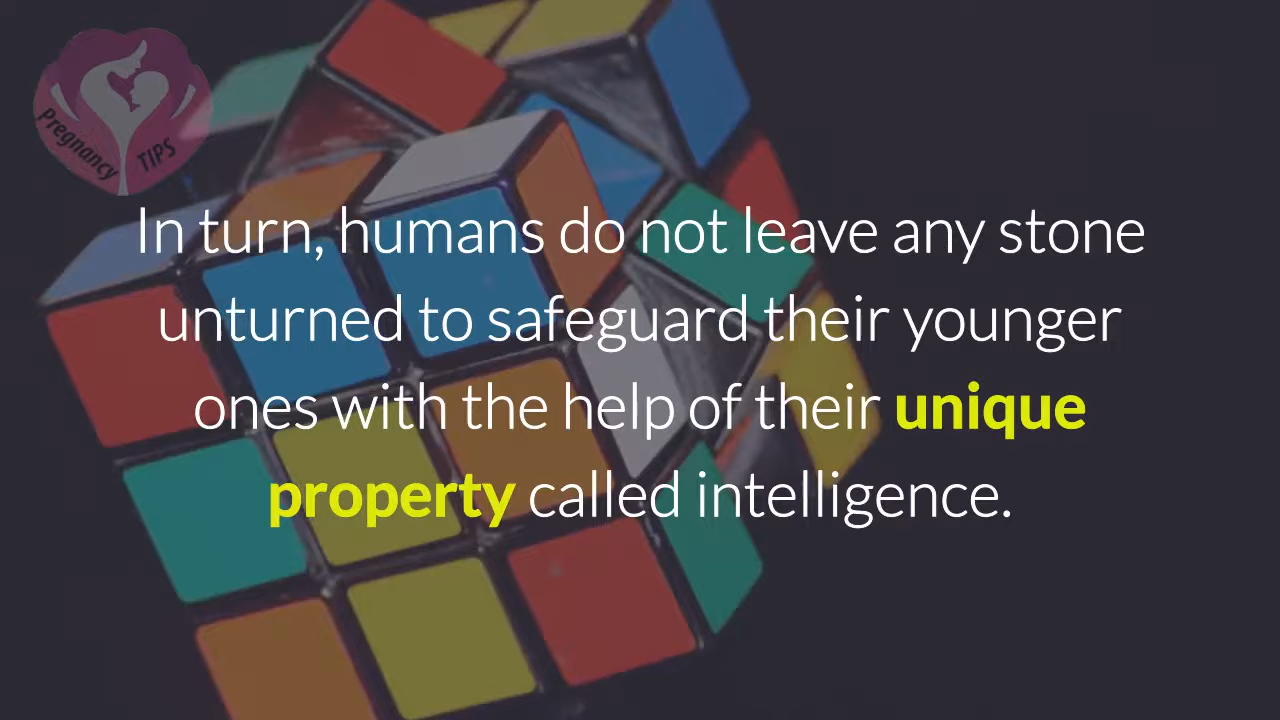 Pregnancy TIPS
In turn, humans do not leave any stone
unturned to safeguard their younger
ones with the help of their unique
property called intelligence.